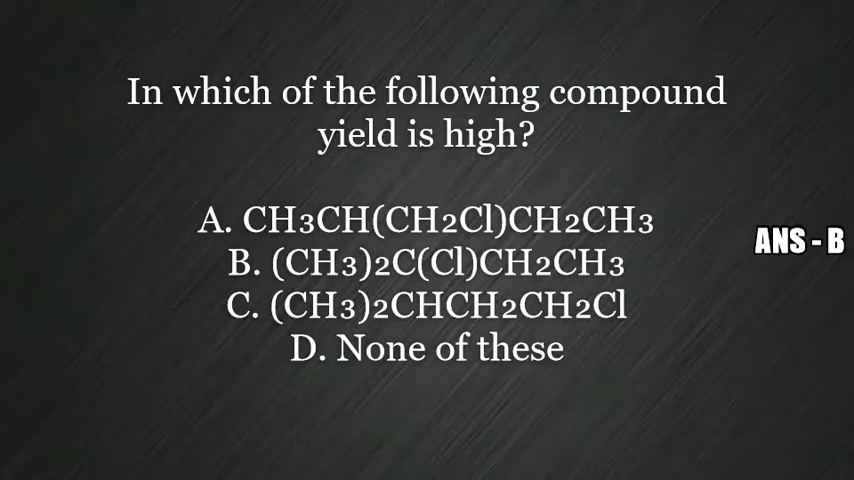 In which of the following compound
yield is high?
A. CH3CH(CH2Cl)CH2CH3
B. (CH3)2C(Cl)CH2CH3
C. (CH3)2CHCH2CH2Cl
D. None of these
ANS - B